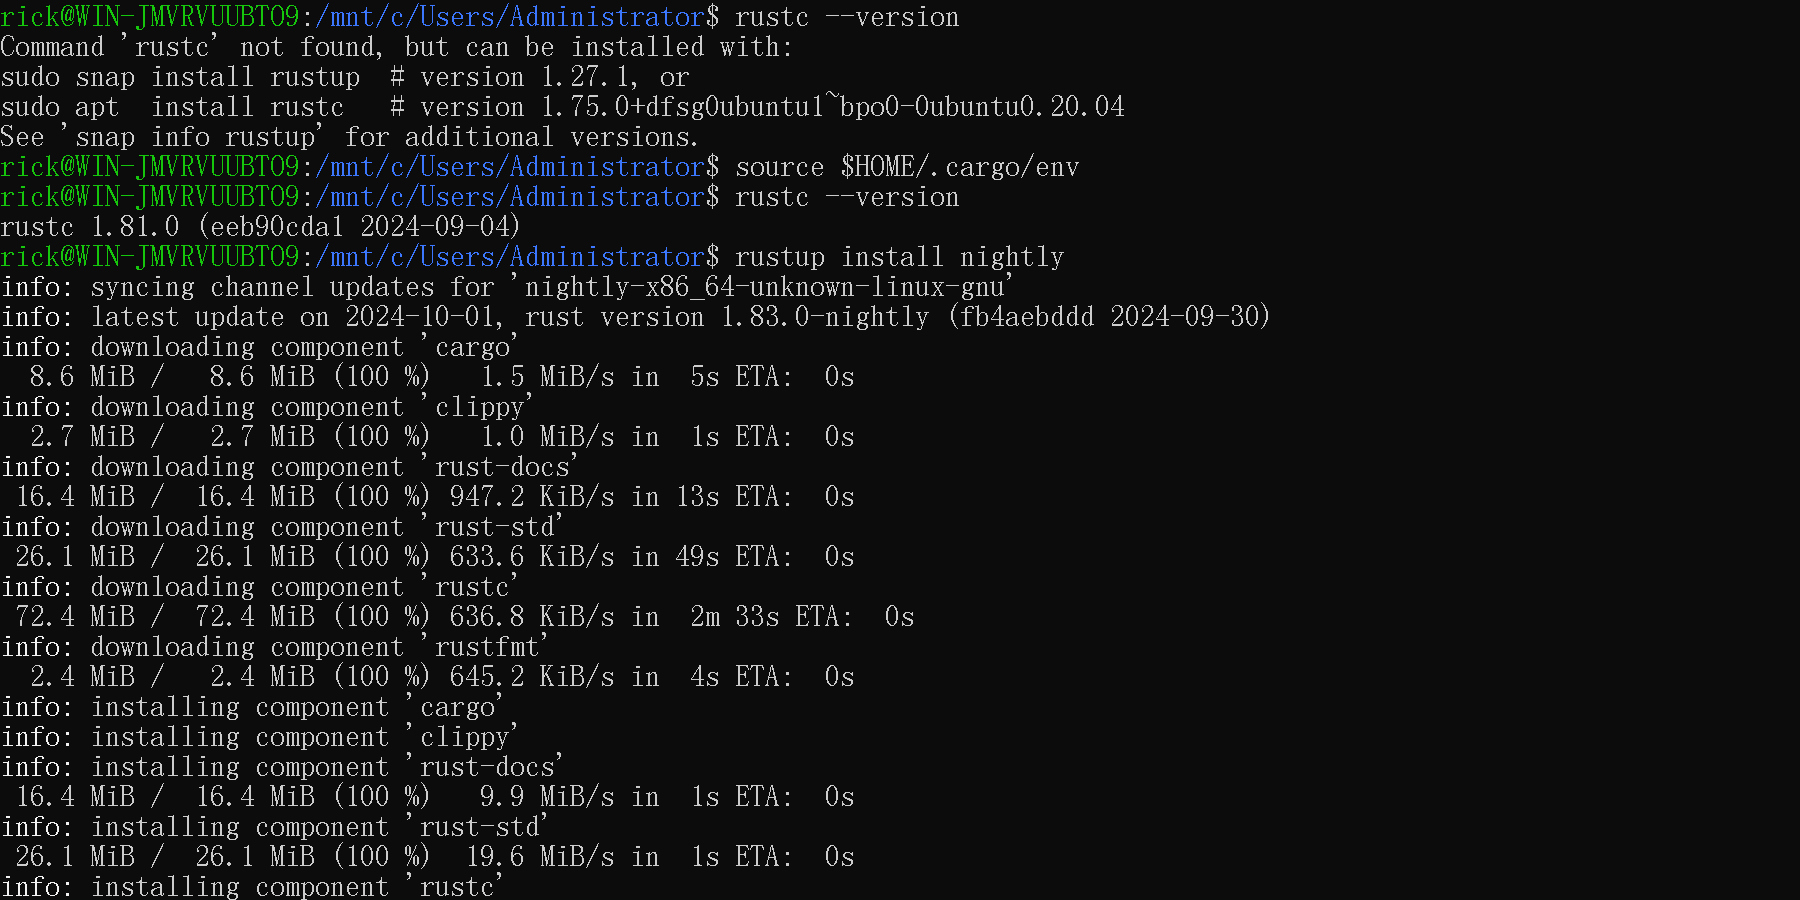 rick@WIN-JMVRVUUBTO9:/mnt/c/Users/Administrator$ rustc --version
Command 'rustc' not found, but can be installed with:
sudo snap install rustup  # version 1.27.1, or
sudo apt  install rustc   # version 1.75.0+dfsg0ubuntu1~bpo0-0ubuntu0.20.04
See 'snap info rustup' for additional versions.
rick@WIN-JMVRVUUBTO9:/mnt/c/Users/Administrator$ source $HOME/.cargo/env
rick@WIN-JMVRVUUBTO9:/mnt/c/Users/Administrator$ rustc --version
rustc 1.81.0 (eeb90cda1 2024-09-04)
rick@WIN-JMVRVUUBTO9:/mnt/c/Users/Administrator$ rustup install nightly
info: syncing channel updates for 'nightly-x86_64-unknown-linux-gnu'
info: latest update on 2024-10-01, rust version 1.83.0-nightly (fb4aebddd 2024-09-30)
info: downloading component 'cargo'
  8.6 MiB /   8.6 MiB (100 %)   1.5 MiB/s in  5s ETA:  0s
info: downloading component 'clippy'
  2.7 MiB /   2.7 MiB (100 %)   1.0 MiB/s in  1s ETA:  0s
info: downloading component 'rust-docs'
 16.4 MiB /  16.4 MiB (100 %) 947.2 KiB/s in 13s ETA:  0s
info: downloading component 'rust-std'
 26.1 MiB /  26.1 MiB (100 %) 633.6 KiB/s in 49s ETA:  0s
info: downloading component 'rustc'
 72.4 MiB /  72.4 MiB (100 %) 636.8 KiB/s in  2m 33s ETA:  0s
info: downloading component 'rustfmt'
  2.4 MiB /   2.4 MiB (100 %) 645.2 KiB/s in  4s ETA:  0s
info: installing component 'cargo'
info: installing component 'clippy'
info: installing component 'rust-docs'
 16.4 MiB /  16.4 MiB (100 %)   9.9 MiB/s in  1s ETA:  0s
info: installing component 'rust-std'
 26.1 MiB /  26.1 MiB (100 %)  19.6 MiB/s in  1s ETA:  0s
info: installing component 'rustc'